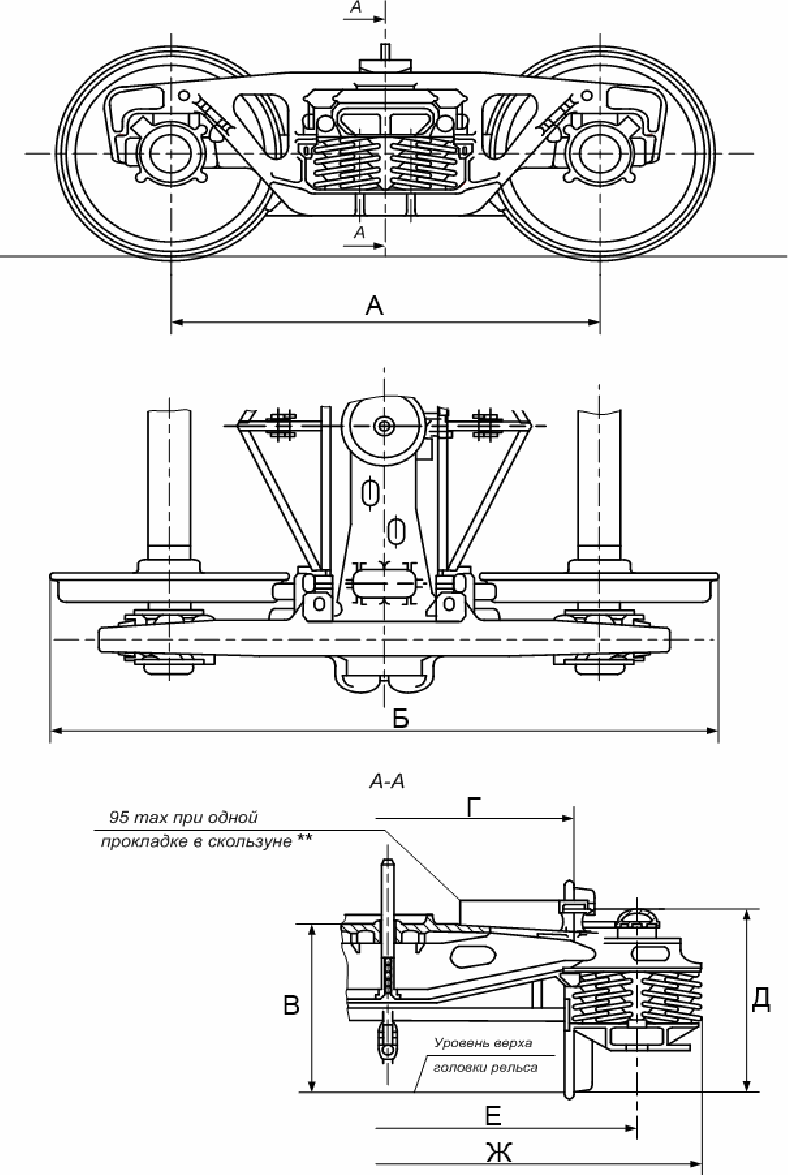 А
А
А
Б
А-А
95 max при одной
прокладке в скользуне **
Г
В
Д
Уровень верха
головки рельса
Е
Ж